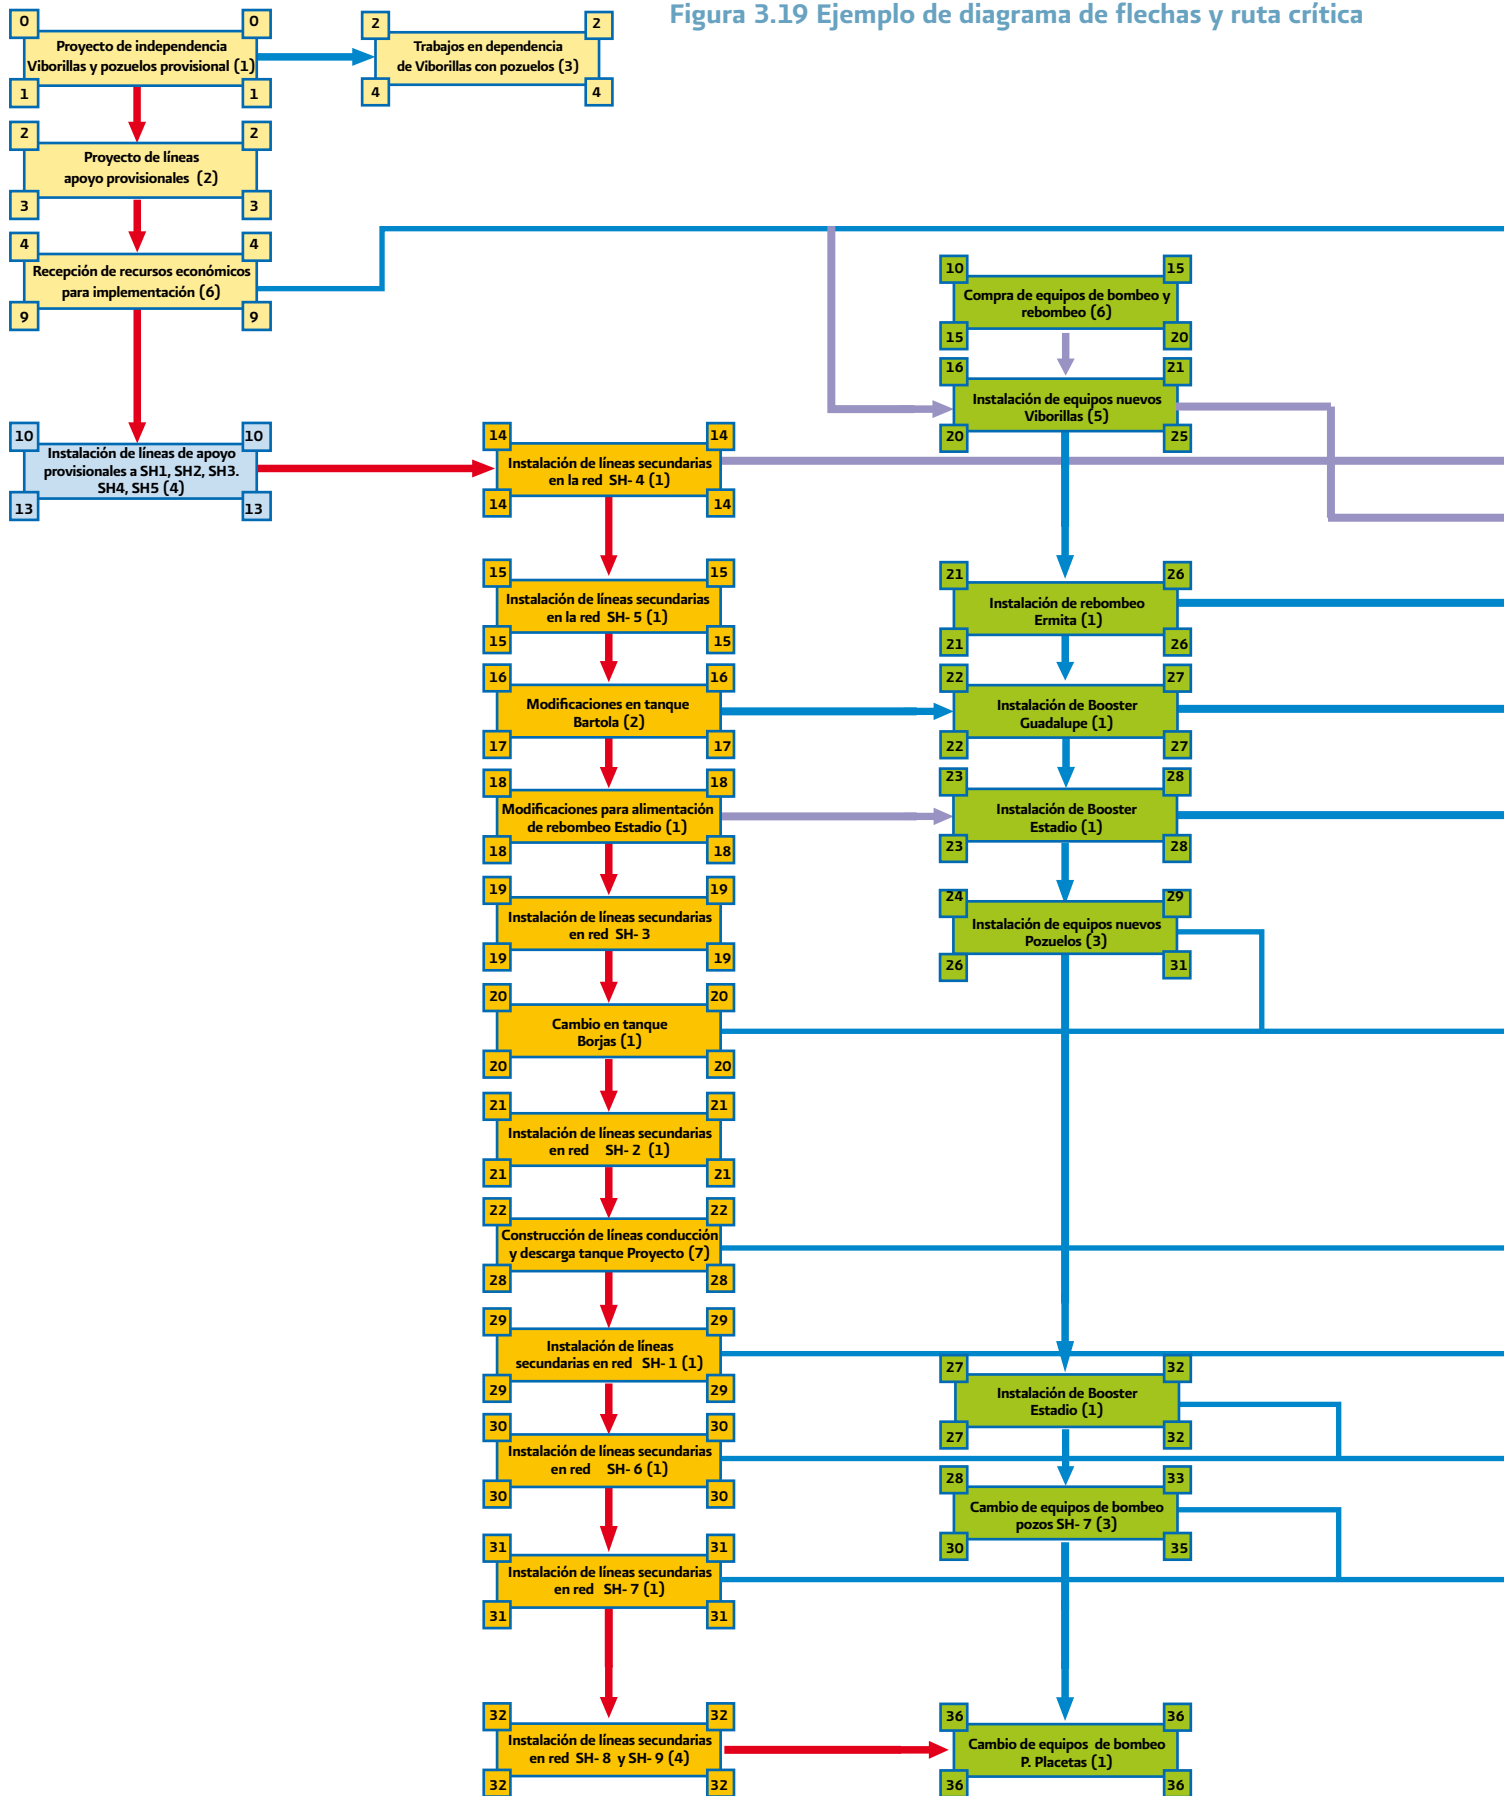 Figura 3.19 Ejemplo de diagrama de flechas y ruta crítica
0 0
Proyecto de independencia
Viborillas y pozuelos provisional (1)
1 1
2 2
Trabajos en dependencia
de Viborillas con pozuelos (3)
4 4
2 2
Proyecto de líneas
apoyo provisionales (2)
3 3
4 4
Recepción de recursos económicos
para implementación (6)
9 9
10 10
Instalación de líneas de apoyo
provisionales a SH1, SH2, SH3.
SH4, SH5 (4)
13 13
14 14
Instalación de líneas secundarias
en la red SH- 4 (1)
14 14
15 15
Instalación de líneas secundarias
en la red SH- 5 (1)
15 15
16 16
Modificaciones en tanque
Bartola (2)
17 17
18 18
Modificaciones para alimentación
de rebombeo Estadio (1)
18 18
19 19
Instalación de líneas secundarias
en red SH- 3
19 19
20 20
Cambio en tanque
Borjas (1)
20 20
21 21
Instalación de líneas secundarias
en red SH- 2 (1)
21 21
22 22
Construcción de líneas conducción
y descarga tanque Proyecto (7)
28 28
29 29
Instalación de líneas
secundarias en red SH- 1 (1)
29 29
30 30
Instalación de líneas secundarias
en red SH- 6 (1)
30 30
31 31
Instalación de líneas secundarias
en red SH- 7 (1)
31 31
32 32
Instalación de líneas secundarias
en red SH- 8 y SH- 9 (4)
32 32
10 15
Compra de equipos de bombeo y
rebombeo (6)
15 20
16 21
Instalación de equipos nuevos
Viborillas (5)
20 25
21 26
Instalación de rebombeo
Ermita (1)
21 26
22 27
Instalación de Booster
Guadalupe (1)
22 27
23 28
Instalación de Booster
Estadio (1)
23 28
24 29
Instalación de equipos nuevos
Pozuelos (3)
26 31
27 32
Instalación de Booster
Estadio (1)
27 32
28 33
Cambio de equipos de bombeo
pozos SH- 7 (3)
30 35
36 36
Cambio de equipos de bombeo
P. Placetas (1)
36 36